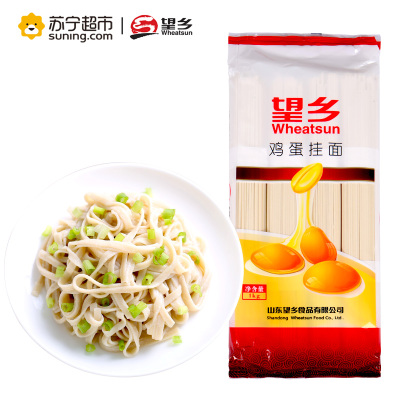 苏宁超市
suning.com
望乡
Wheatsun
望乡
Wheatsun
鸡蛋挂面
净含量
1kg
山东望乡食品有限公司
Shandong Wheatsun Food Co., Ltd.